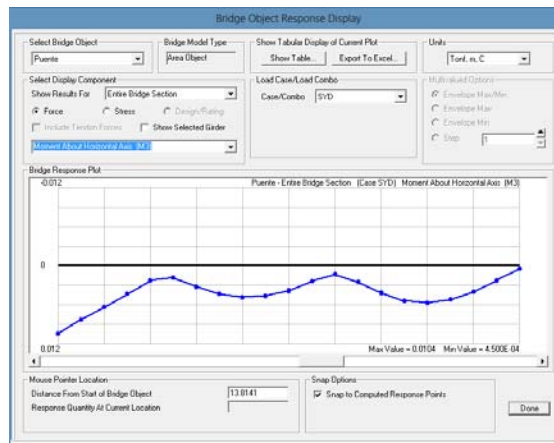 Bridge Object Response Display
Select Bridge Object
Puente
Bridge Model Type
Area Object
Show Tabular Display of Current Plot
Show Table...
Export To Excel...
Units
Tonf, m, C
Select Display Component
Show Results For
Entire Bridge Section
Force
Stress
Design/Rating
Include Tendon Forces
Show Selected Girder
Moment About Horizontal Axis (M3)
Load Case/Load Combo
Case/Combo
SYD
Multivalued Options
Envelope Max/Min
Envelope Max
Envelope Min
Step
1
Bridge Response Plot
-0.012
Puente - Entire Bridge Section (Case SYD) Moment About Horizontal Axis (M3)
0
0.012
Max Value = 0.0104 Min Value = 4.500E-04
Mouse Pointer Location
Distance From Start of Bridge Object
13.8141
Response Quantity At Current Location
Snap Options
Snap to Computed Response Points
Done